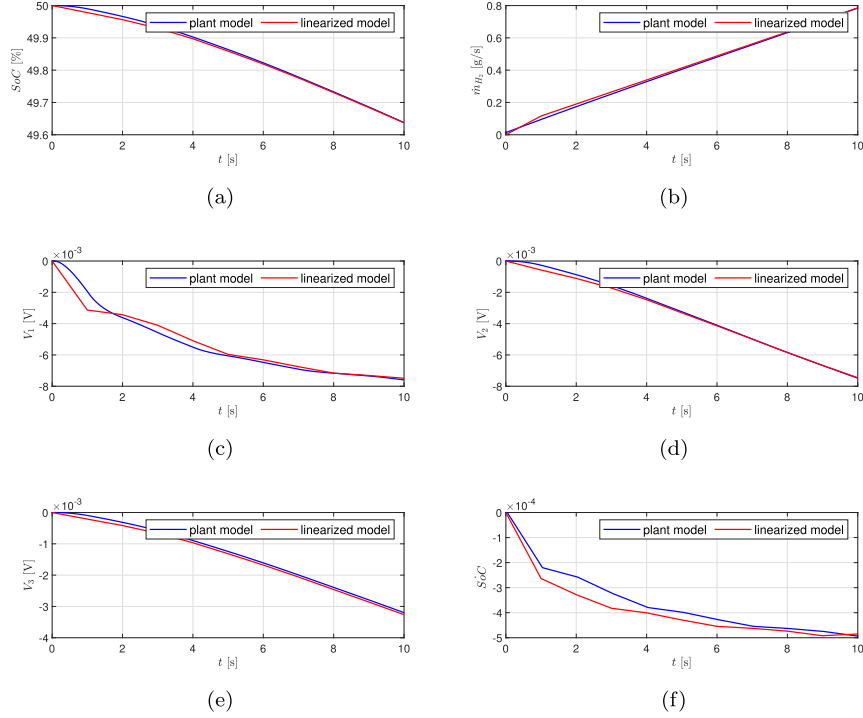 50
49.9
49.8
49.7
49.6
SoC [%]
plant model linearized model
0 2 4 6 8 10
t [s]
(a)
0.8
0.6
0.4
0.2
0
ṁ_{H_2} [g/s]
plant model linearized model
0 2 4 6 8 10
t [s]
(b)
×10^{-3}
0
-2
-4
-6
-8
V_1 [V]
plant model linearized model
0 2 4 6 8 10
t [s]
(c)
×10^{-3}
0
-2
-4
-6
-8
V_2 [V]
plant model linearized model
0 2 4 6 8 10
t [s]
(d)
×10^{-3}
0
-1
-2
-3
-4
V_3 [V]
plant model linearized model
0 2 4 6 8 10
t [s]
(e)
×10^{-4}
0
-1
-2
-3
-4
-5
SȯC
plant model linearized model
0 2 4 6 8 10
t [s]
(f)